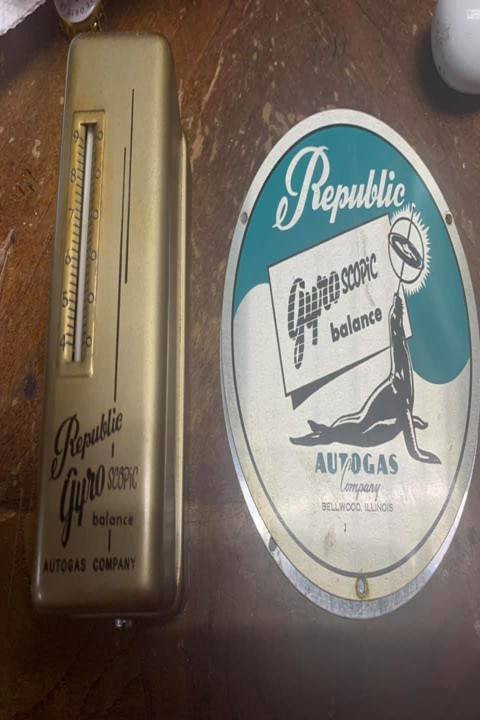 Republic
Gyro scopic
balance
AUTOGAS COMPANY
Republic
Gyro scopic
balance
AUTOGAS
Company
BELLWOOD, ILLINOIS